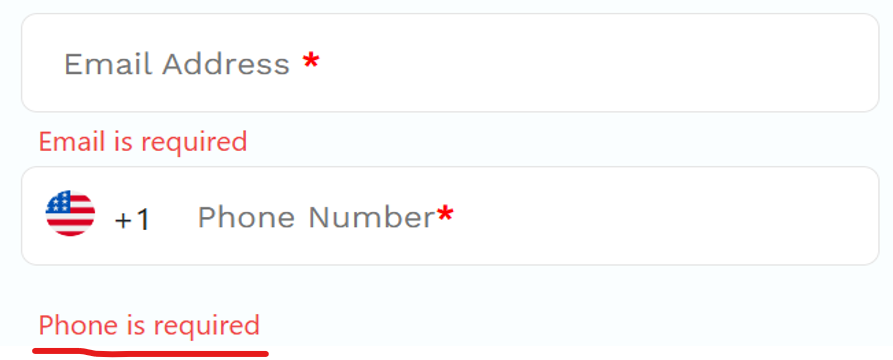 Email Address *
Email is required
+1 Phone Number*
Phone is required